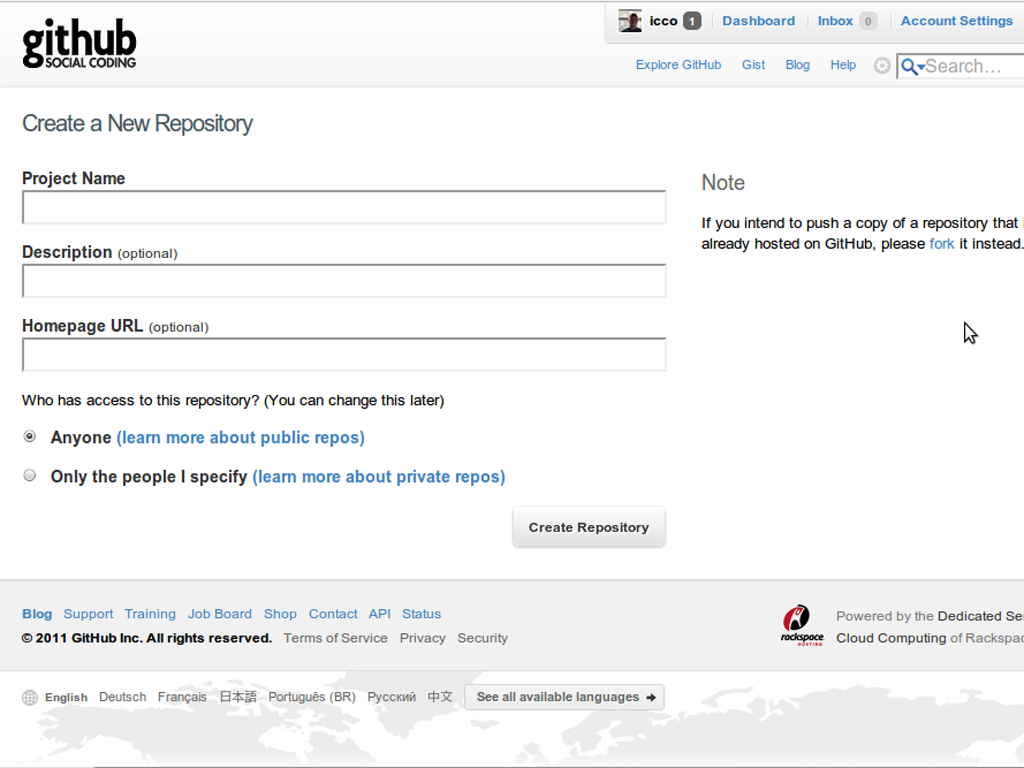 github
SOCIAL CODING
icco 1 Dashboard Inbox 0 Account Settings
Explore GitHub Gist Blog Help Search...
Create a New Repository
Project Name
Note
If you intend to push a copy of a repository that
already hosted on GitHub, please fork it instead.
Description (optional)
Homepage URL (optional)
Who has access to this repository? (You can change this later)
Anyone (learn more about public repos)
Only the people I specify (learn more about private repos)
Create Repository
Blog Support Training Job Board Shop Contact API Status
© 2011 GitHub Inc. All rights reserved. Terms of Service Privacy Security
rackspace
HOSTING
Powered by the Dedicated
Cloud Computing of
English Deutsch Français 日本語 Português (BR) Русский 中文 See all available languages